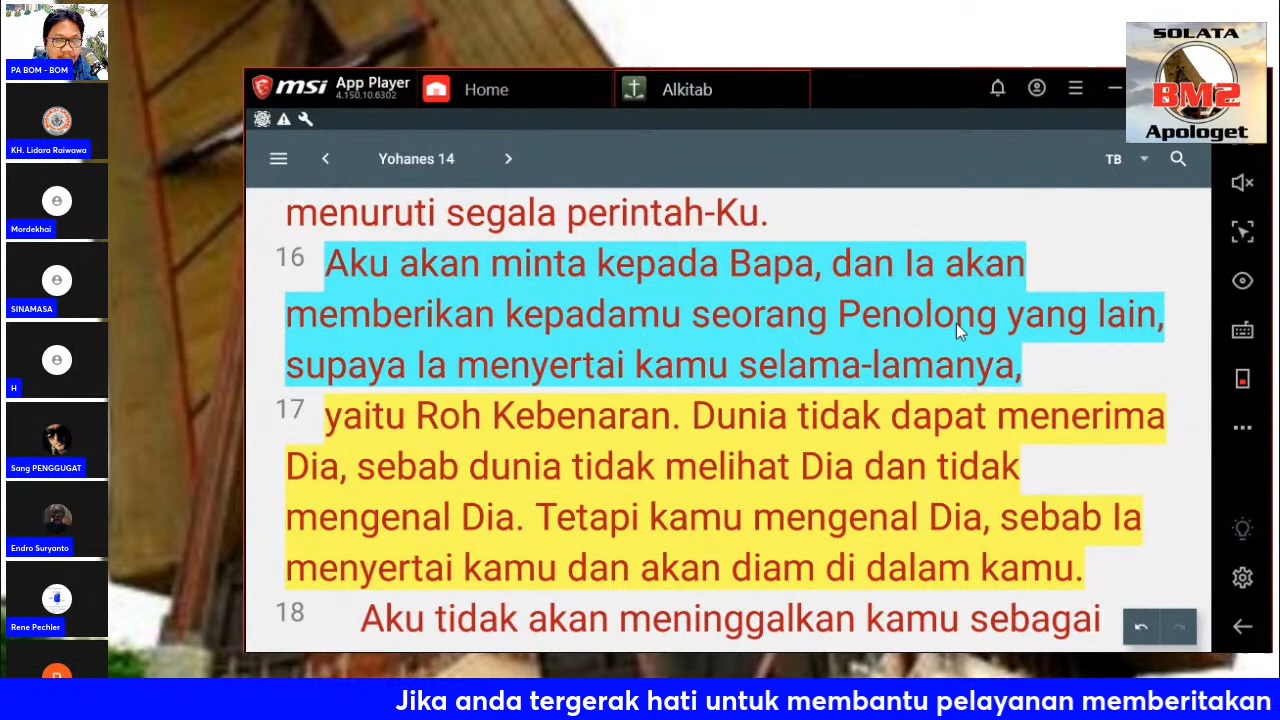 PA BOM - BOM
KH. Lidara Raiwawa
Mordekhai
SINAMASA
H
Sang PENGGUGAT
Endro Suryanto
Rene Pechler
SOLATA
BM2
Apologet
msi App Player
4.150.10.6302
Home
Alkitab
Yohanes 14
TB
menuruti segala perintah-Ku.
16 Aku akan minta kepada Bapa, dan Ia akan
memberikan kepadamu seorang Penolong yang lain,
supaya Ia menyertai kamu selama-lamanya,
17 yaitu Roh Kebenaran. Dunia tidak dapat menerima
Dia, sebab dunia tidak melihat Dia dan tidak
mengenal Dia. Tetapi kamu mengenal Dia, sebab Ia
menyertai kamu dan akan diam di dalam kamu.
18 Aku tidak akan meninggalkan kamu sebagai
Jika anda tergerak hati untuk membantu pelayanan memberitakan